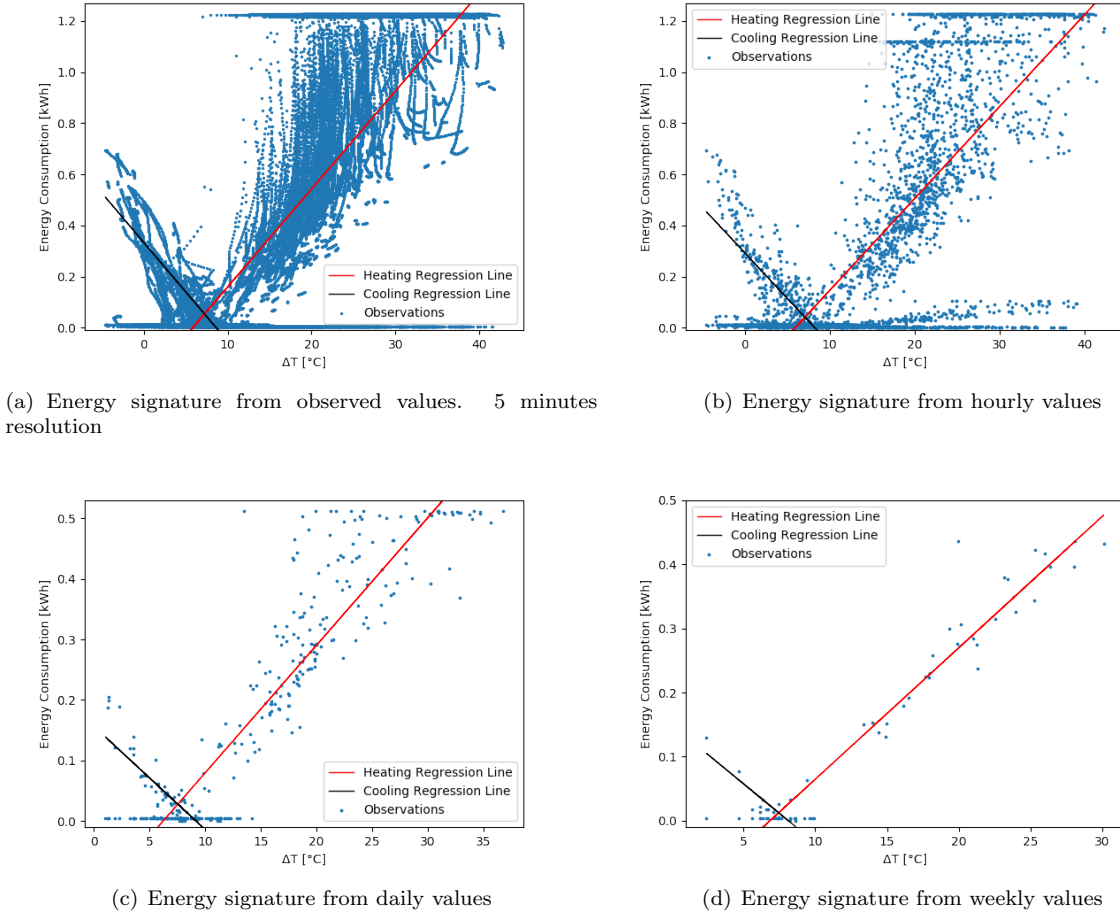 1.2
1.0
0.8
0.6
0.4
0.2
0.0
Energy Consumption [kWh]
Heating Regression Line
Cooling Regression Line
Observations
0 10 20 30 40
ΔT [°C]
(a) Energy signature from observed values. 5 minutes
resolution
1.2
1.0
0.8
0.6
0.4
0.2
0.0
Energy Consumption [kWh]
Heating Regression Line
Cooling Regression Line
Observations
0 10 20 30 40
ΔT [°C]
(b) Energy signature from hourly values
0.5
0.4
0.3
0.2
0.1
0.0
Energy Consumption [kWh]
Heating Regression Line
Cooling Regression Line
Observations
0 5 10 15 20 25 30 35
ΔT [°C]
(c) Energy signature from daily values
0.5
0.4
0.3
0.2
0.1
0.0
Energy Consumption [kWh]
Heating Regression Line
Cooling Regression Line
Observations
5 10 15 20 25 30
ΔT [°C]
(d) Energy signature from weekly values